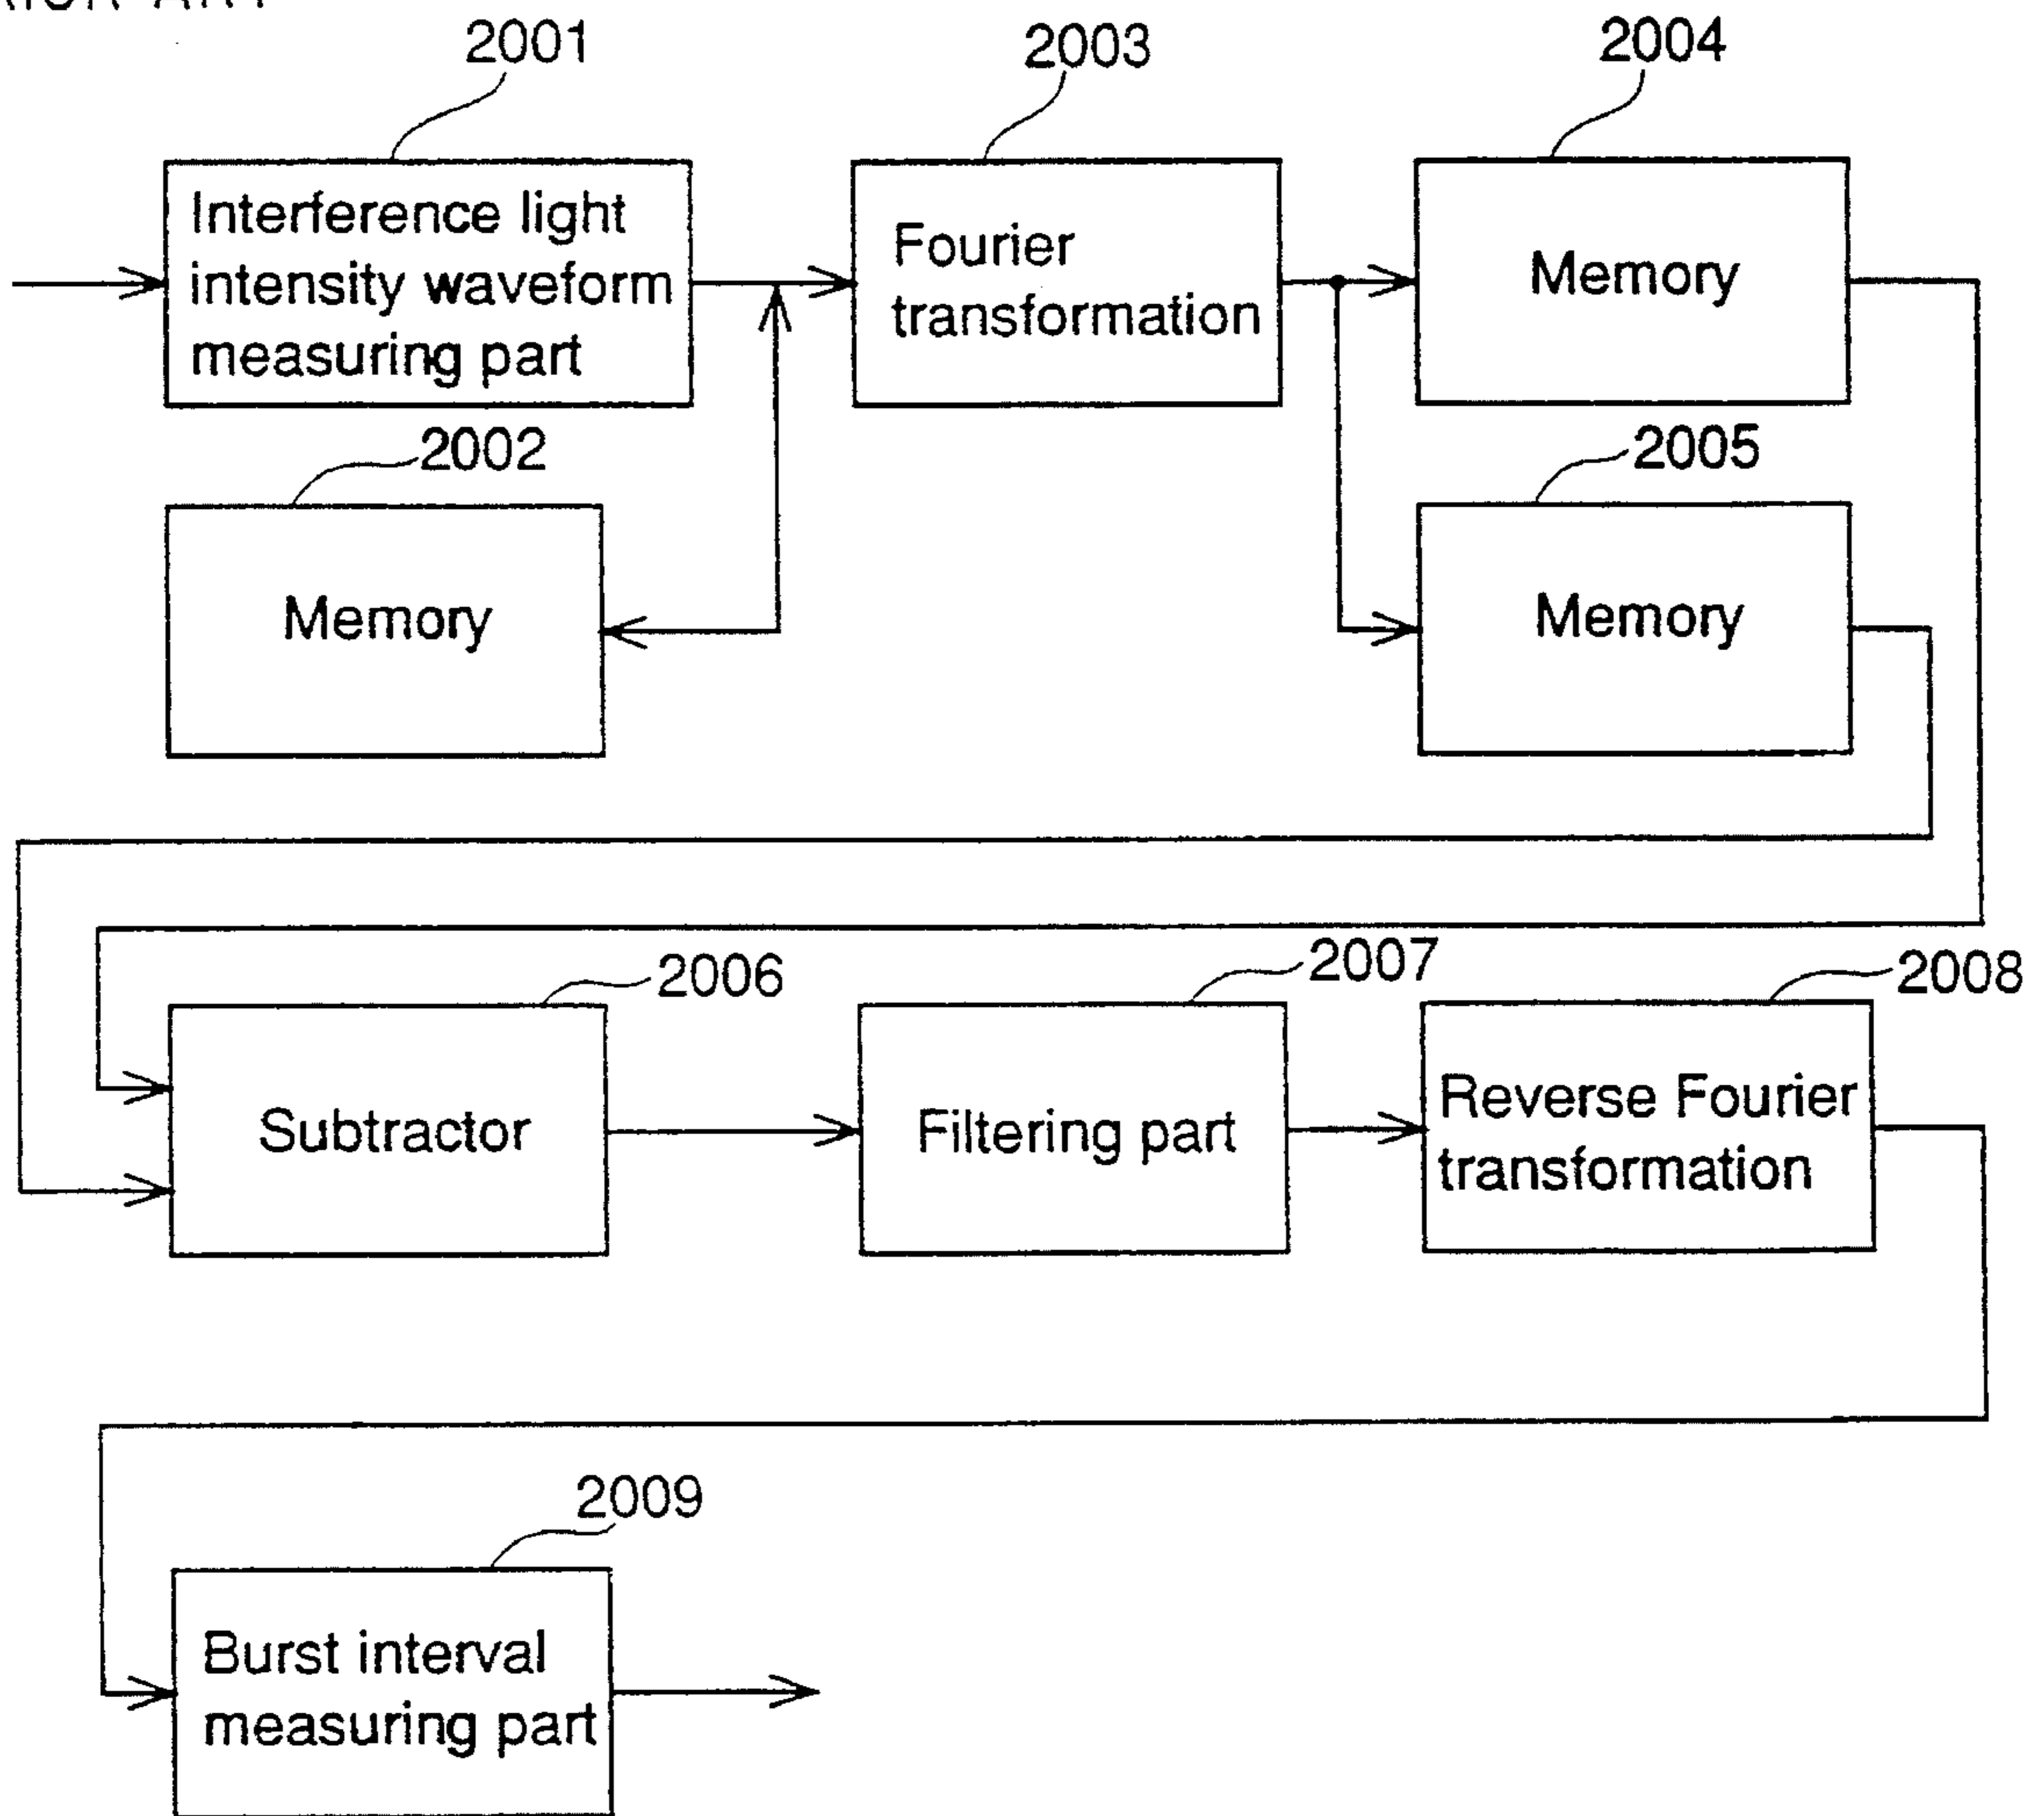 2001
2003
2004
Interference light
intensity waveform
measuring part
Fourier
transformation
Memory
2002
2005
Memory
Memory
2006
2007
2008
Subtractor
Filtering part
Reverse Fourier
transformation
2009
Burst interval
measuring part